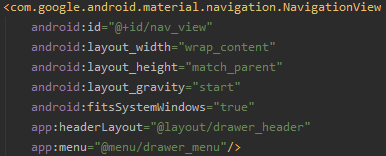 <com.google.android.material.navigation.NavigationView
android:id="@+id/nav_view"
android:layout_width="wrap_content"
android:layout_height="match_parent"
android:layout_gravity="start"
android:fitsSystemWindows="true"
app:headerLayout="@layout/drawer_header"
app:menu="@menu/drawer_menu"/>